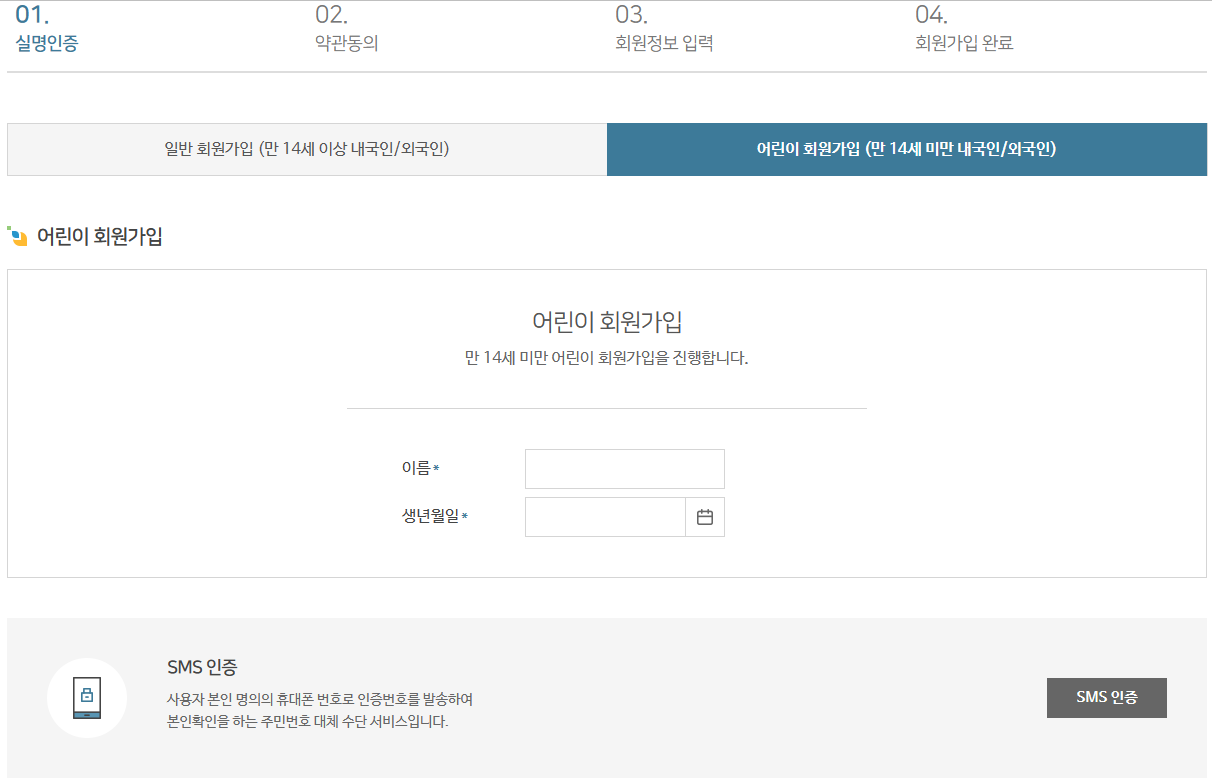 01.
실명인증
02.
약관동의
03.
회원정보 입력
04.
회원가입 완료
일반 회원가입 (만 14세 이상 내국인/외국인)
어린이 회원가입 (만 14세 미만 내국인/외국인)
어린이 회원가입
어린이 회원가입
만 14세 미만 어린이 회원가입을 진행합니다.
이름*
생년월일*
SMS 인증
사용자 본인 명의의 휴대폰 번호로 인증번호를 발송하여
본인확인을 하는 주민번호 대체 수단 서비스입니다.
SMS 인증